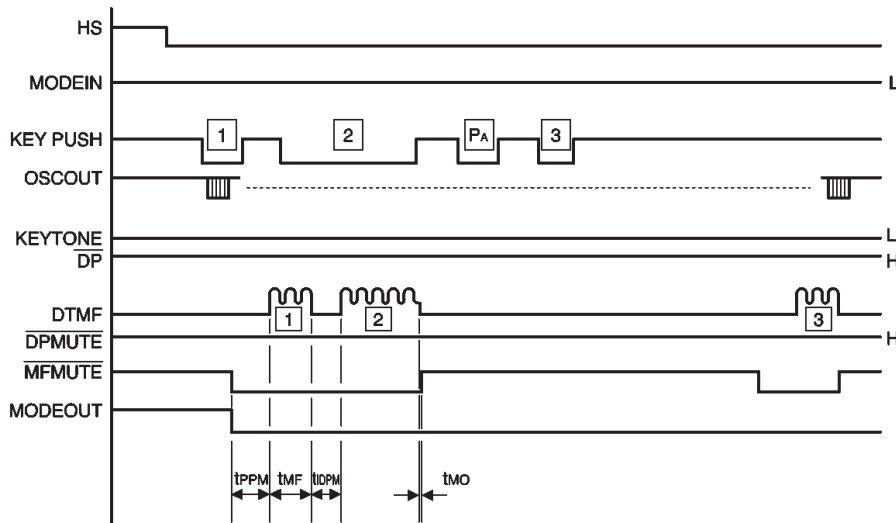 HS
MODEIN L
KEY PUSH 1 2 PA 3
OSCOUT
KEYTONE L
DP H
DTMF 1 2 3
DPMUTE H
MFMUTE
MODEOUT
tPPM tMF tIDPM tMO